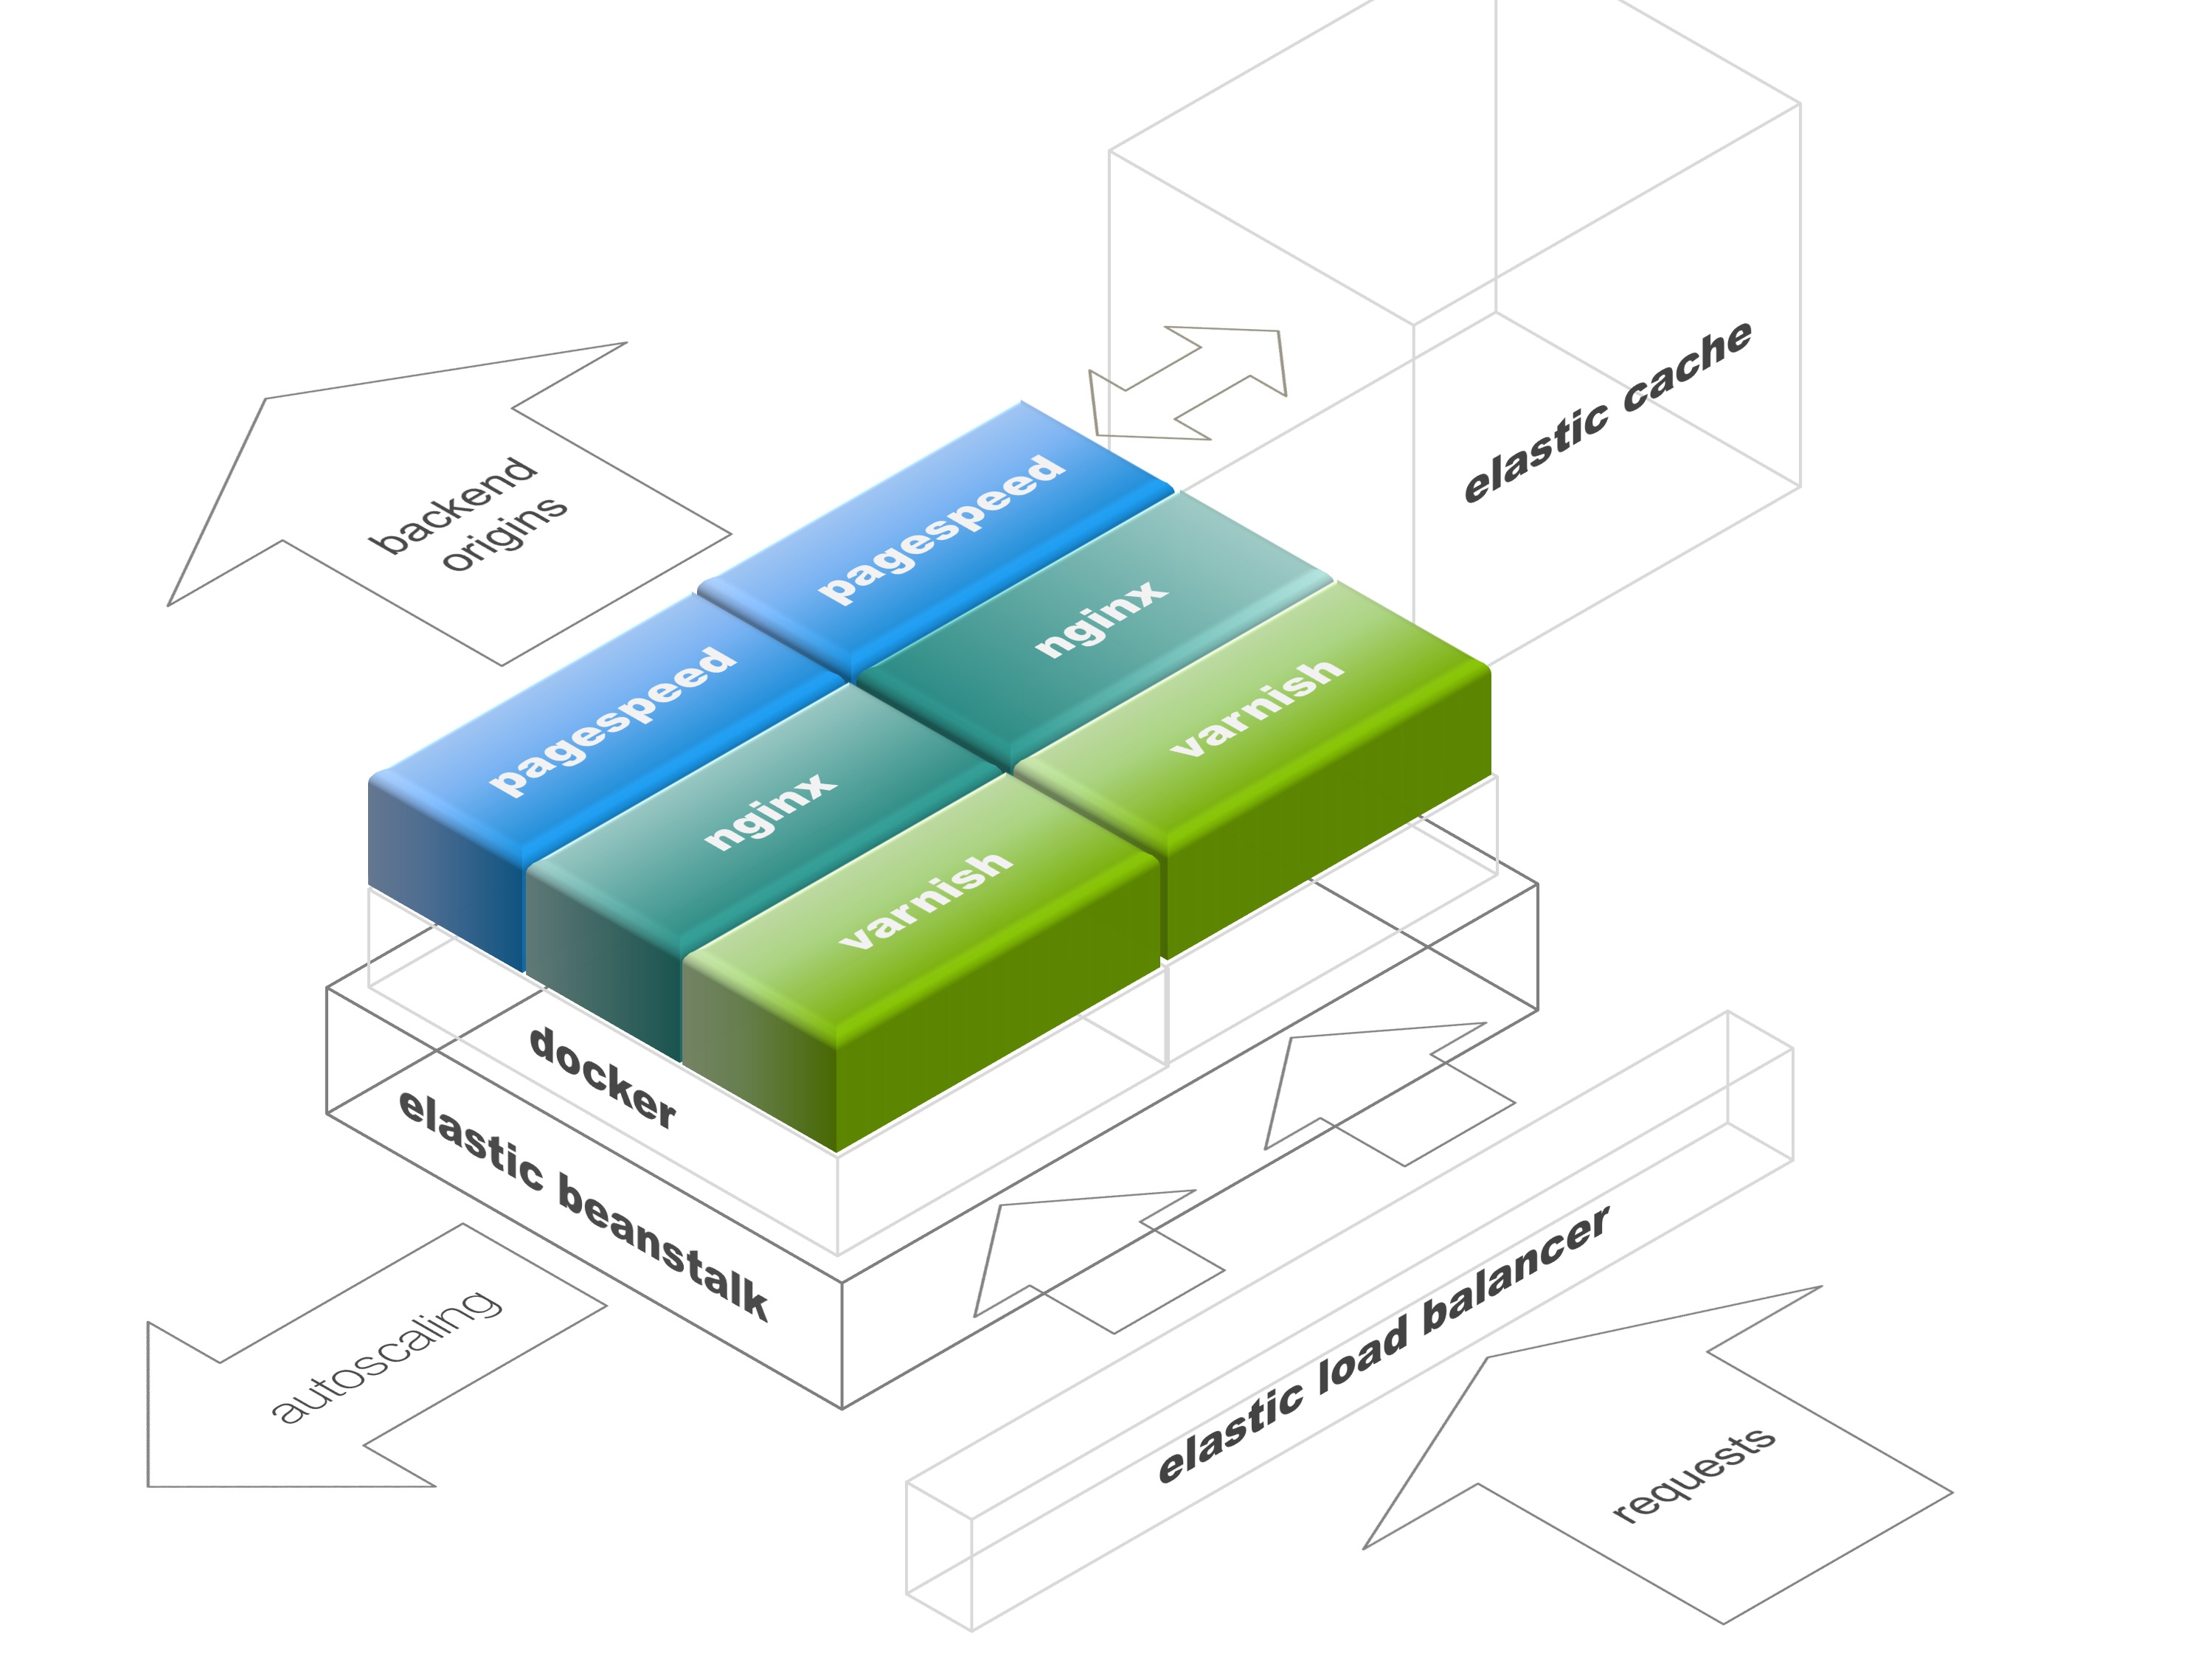 elastic cache
backend
origins
pagespeed
nginx
varnish
pagespeed
nginx
varnish
docker
elastic beanstalk
autoscaling
elastic load balancer
requests